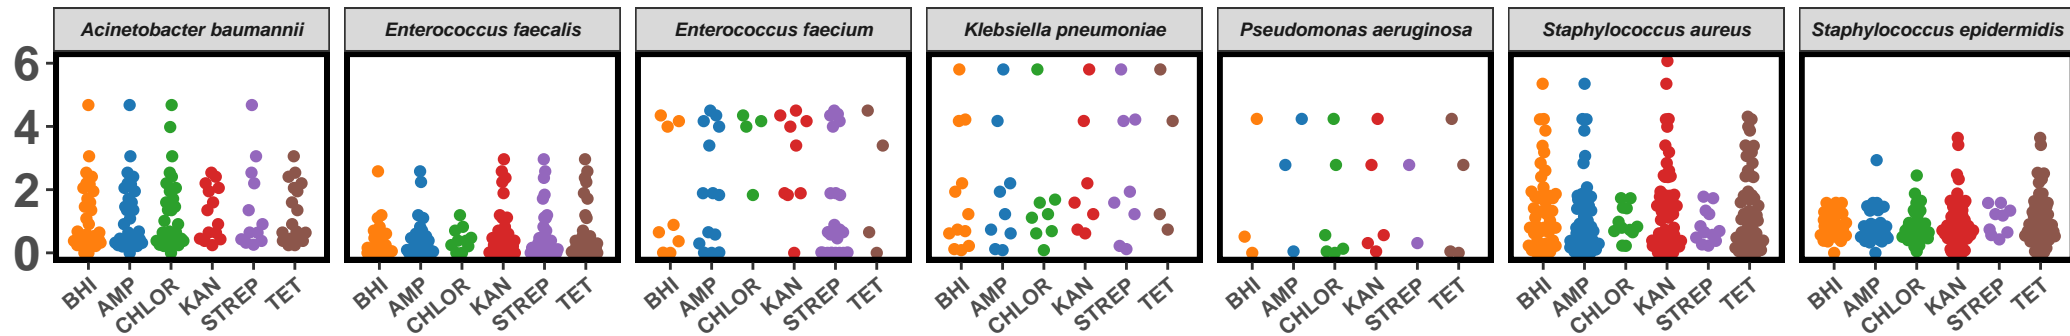 Acinetobacter baumannii
Enterococcus faecalis
Enterococcus faecium
Klebsiella pneumoniae
Pseudomonas aeruginosa
Staphylococcus aureus
Staphylococcus epidermidis
6
4
2
0
BHI AMP CHLOR KAN STREP TET
BHI AMP CHLOR KAN STREP TET
BHI AMP CHLOR KAN STREP TET
BHI AMP CHLOR KAN STREP TET
BHI AMP CHLOR KAN STREP TET
BHI AMP CHLOR KAN STREP TET
BHI AMP CHLOR KAN STREP TET